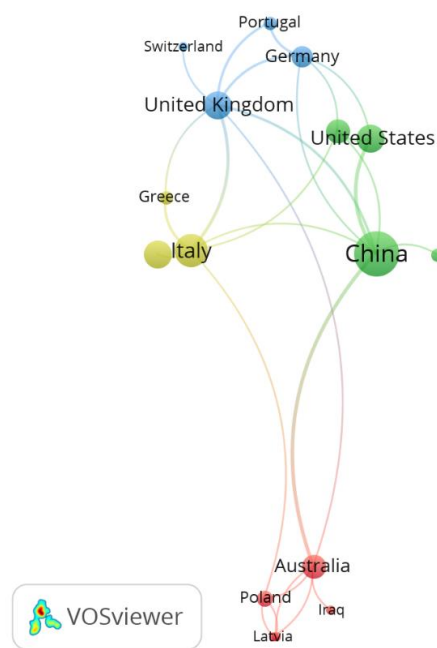 Portugal
Switzerland
Germany
United Kingdom
United States
Greece
Italy
China
Australia
Poland
Iraq
Latvia
VOSviewer